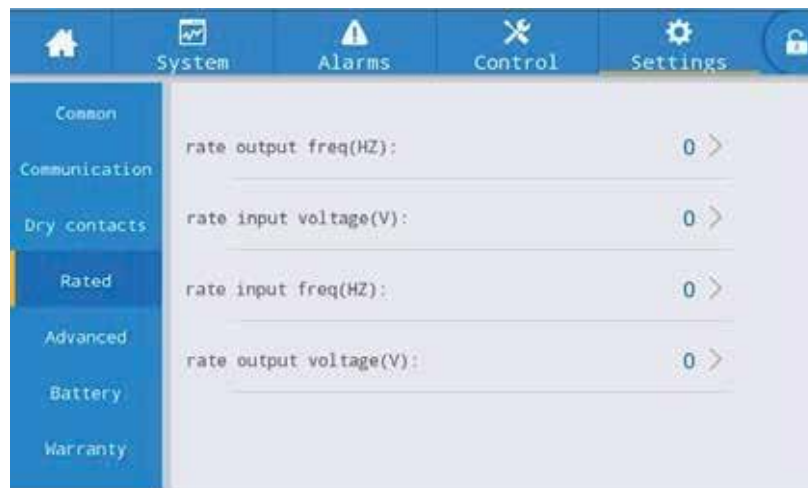 System Alarms Control Settings
Common
Communication
Dry contacts
Rated
Advanced
Battery
Warranty
rate output freq(HZ): 0
rate input voltage(V): 0
rate input freq(HZ): 0
rate output voltage(V): 0